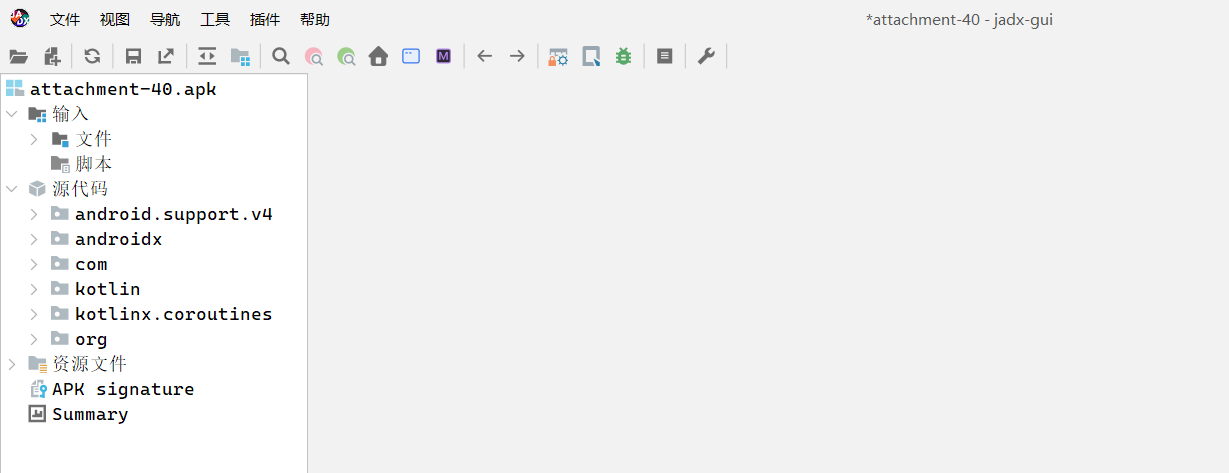 文件 视图 导航 工具 插件 帮助 *attachment-40 - jadx-gui
attachment-40.apk
输入
文件
脚本
源代码
android.support.v4
androidx
com
kotlin
kotlinx.coroutines
org
资源文件
APK signature
Summary